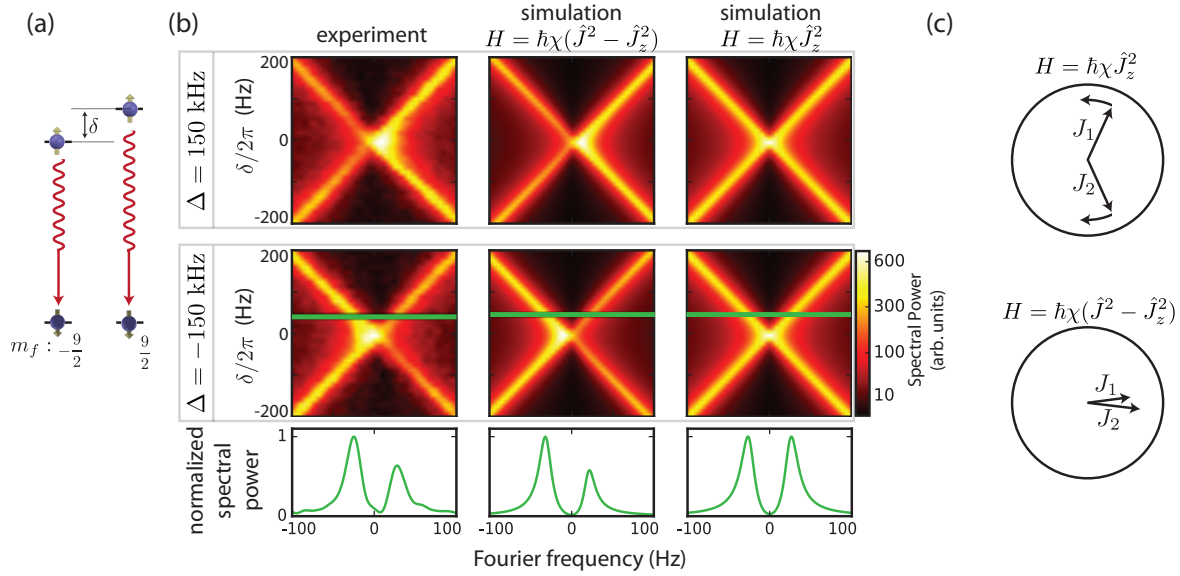 (a)
δ
m_f : -9/2
9/2
(b)
experiment
simulation
H = ħχ(Ĵ² − Ĵ_z²)
simulation
H = ħχĴ_z²
Δ = 150 kHz
δ/2π (Hz)
200
0
-200
Δ = −150 kHz
δ/2π (Hz)
200
0
-200
600
300
100
10
Spectral Power
(arb. units)
normalized
spectral
power
1
0
-100 0 100
-100 0 100
-100 0 100
Fourier frequency (Hz)
(c)
H = ħχĴ_z²
J₁
J₂
H = ħχ(Ĵ² − Ĵ_z²)
J₁
J₂